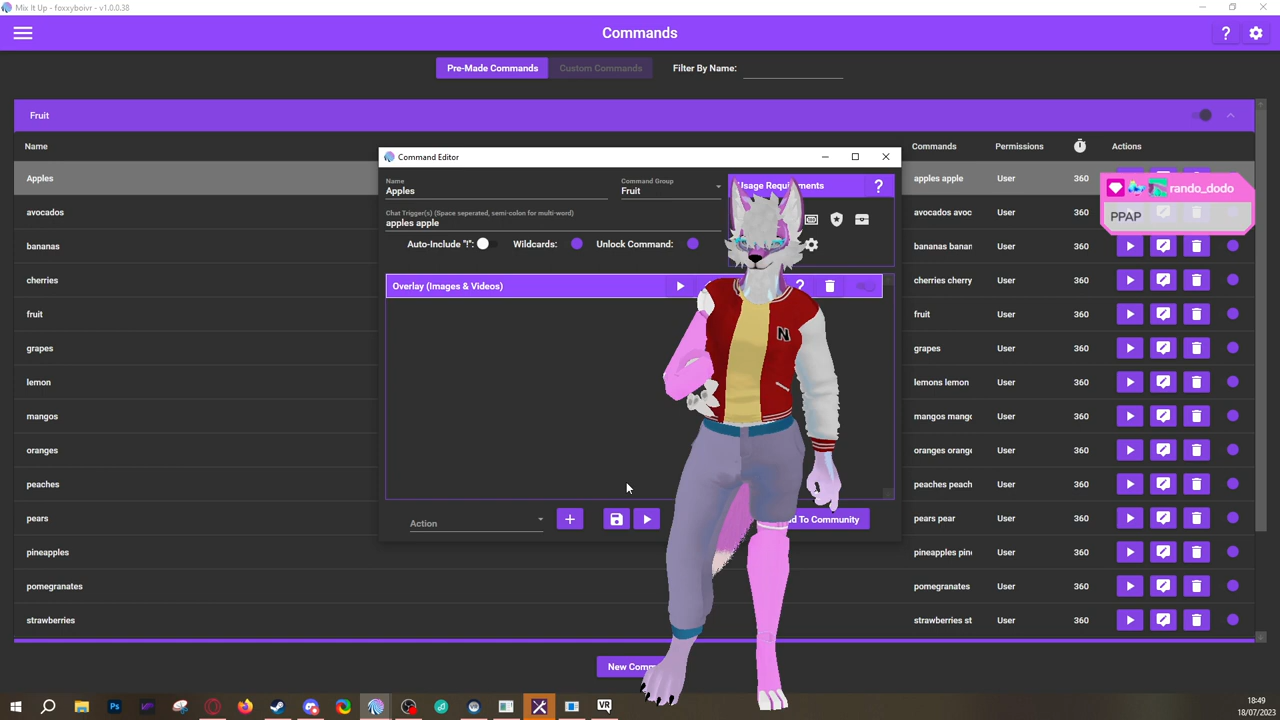 Mix It Up - foxxyboivr - v1.0.0.38
Commands
?
Pre-Made Commands
Custom Commands
Filter By Name:
Fruit
Name
Commands
Permissions
Actions
Apples
apples apple
User
360
avocados
avocados avoc
User
360
bananas
bananas banan
User
360
cherries
cherries cherry
User
360
fruit
fruit
User
360
grapes
grapes
User
360
lemon
lemons lemon
User
360
mangos
mangos mango
User
360
oranges
oranges orang
User
360
peaches
peaches peach
User
360
pears
pears pear
User
360
pineapples
pineapples pine
User
360
pomegranates
pomegranates
User
360
strawberries
strawberries st
User
360
Command Editor
Name
Apples
Command Group
Fruit
Usage Requirements
?
Chat Trigger(s) (Space seperated, semi-colon for multi-word)
apples apple
Auto-Include "!":
Wildcards:
Unlock Command:
Overlay (Images & Videos)
?
N
Action
To Community
New Comm
rando_dodo
PPAP
Ps
VR
18:49
18/07/2023